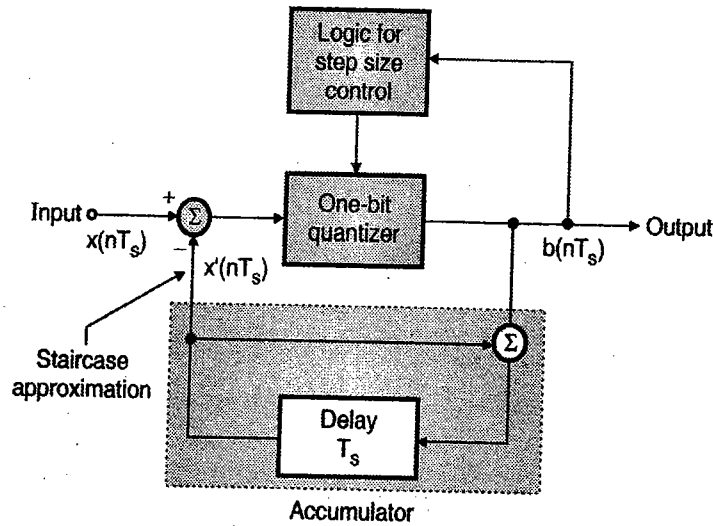 Logic for
step size
control
Input
x(nTₛ)
+
Σ
−
x'(nTₛ)
One-bit
quantizer
Output
b(nTₛ)
Staircase
approximation
Σ
Delay
Tₛ
Accumulator